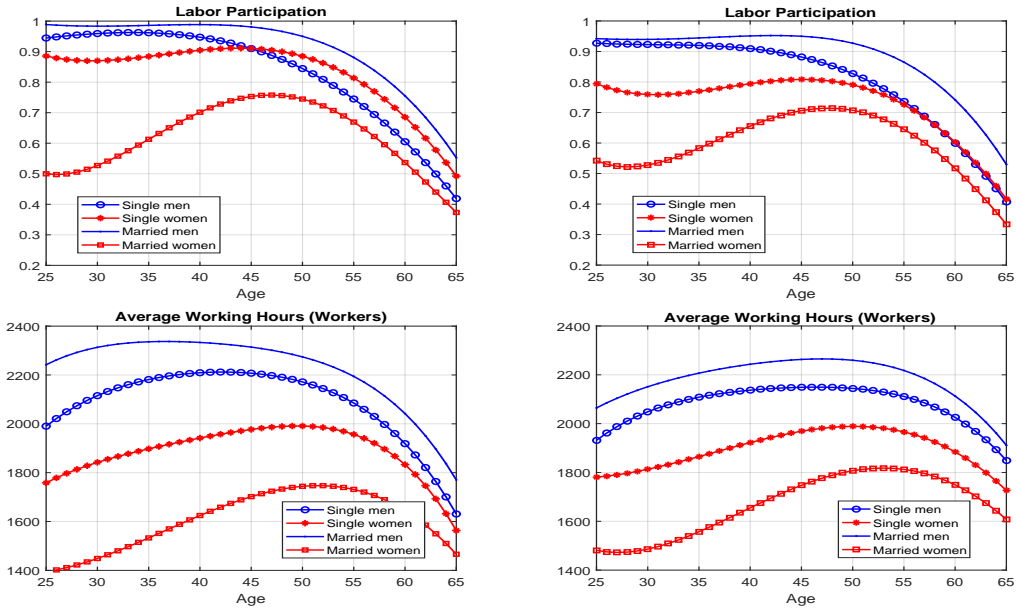 Labor Participation
1
0.9
0.8
0.7
0.6
0.5
0.4
0.3
0.2
Single men
Single women
Married men
Married women
25 30 35 40 45 50 55 60 65
Age
Labor Participation
1
0.9
0.8
0.7
0.6
0.5
0.4
0.3
0.2
Single men
Single women
Married men
Married women
25 30 35 40 45 50 55 60 65
Age
Average Working Hours (Workers)
2400
2200
2000
1800
1600
1400
Single men
Single women
Married men
Married women
25 30 35 40 45 50 55 60 65
Age
Average Working Hours (Workers)
2400
2200
2000
1800
1600
1400
Single men
Single women
Married men
Married women
25 30 35 40 45 50 55 60 65
Age